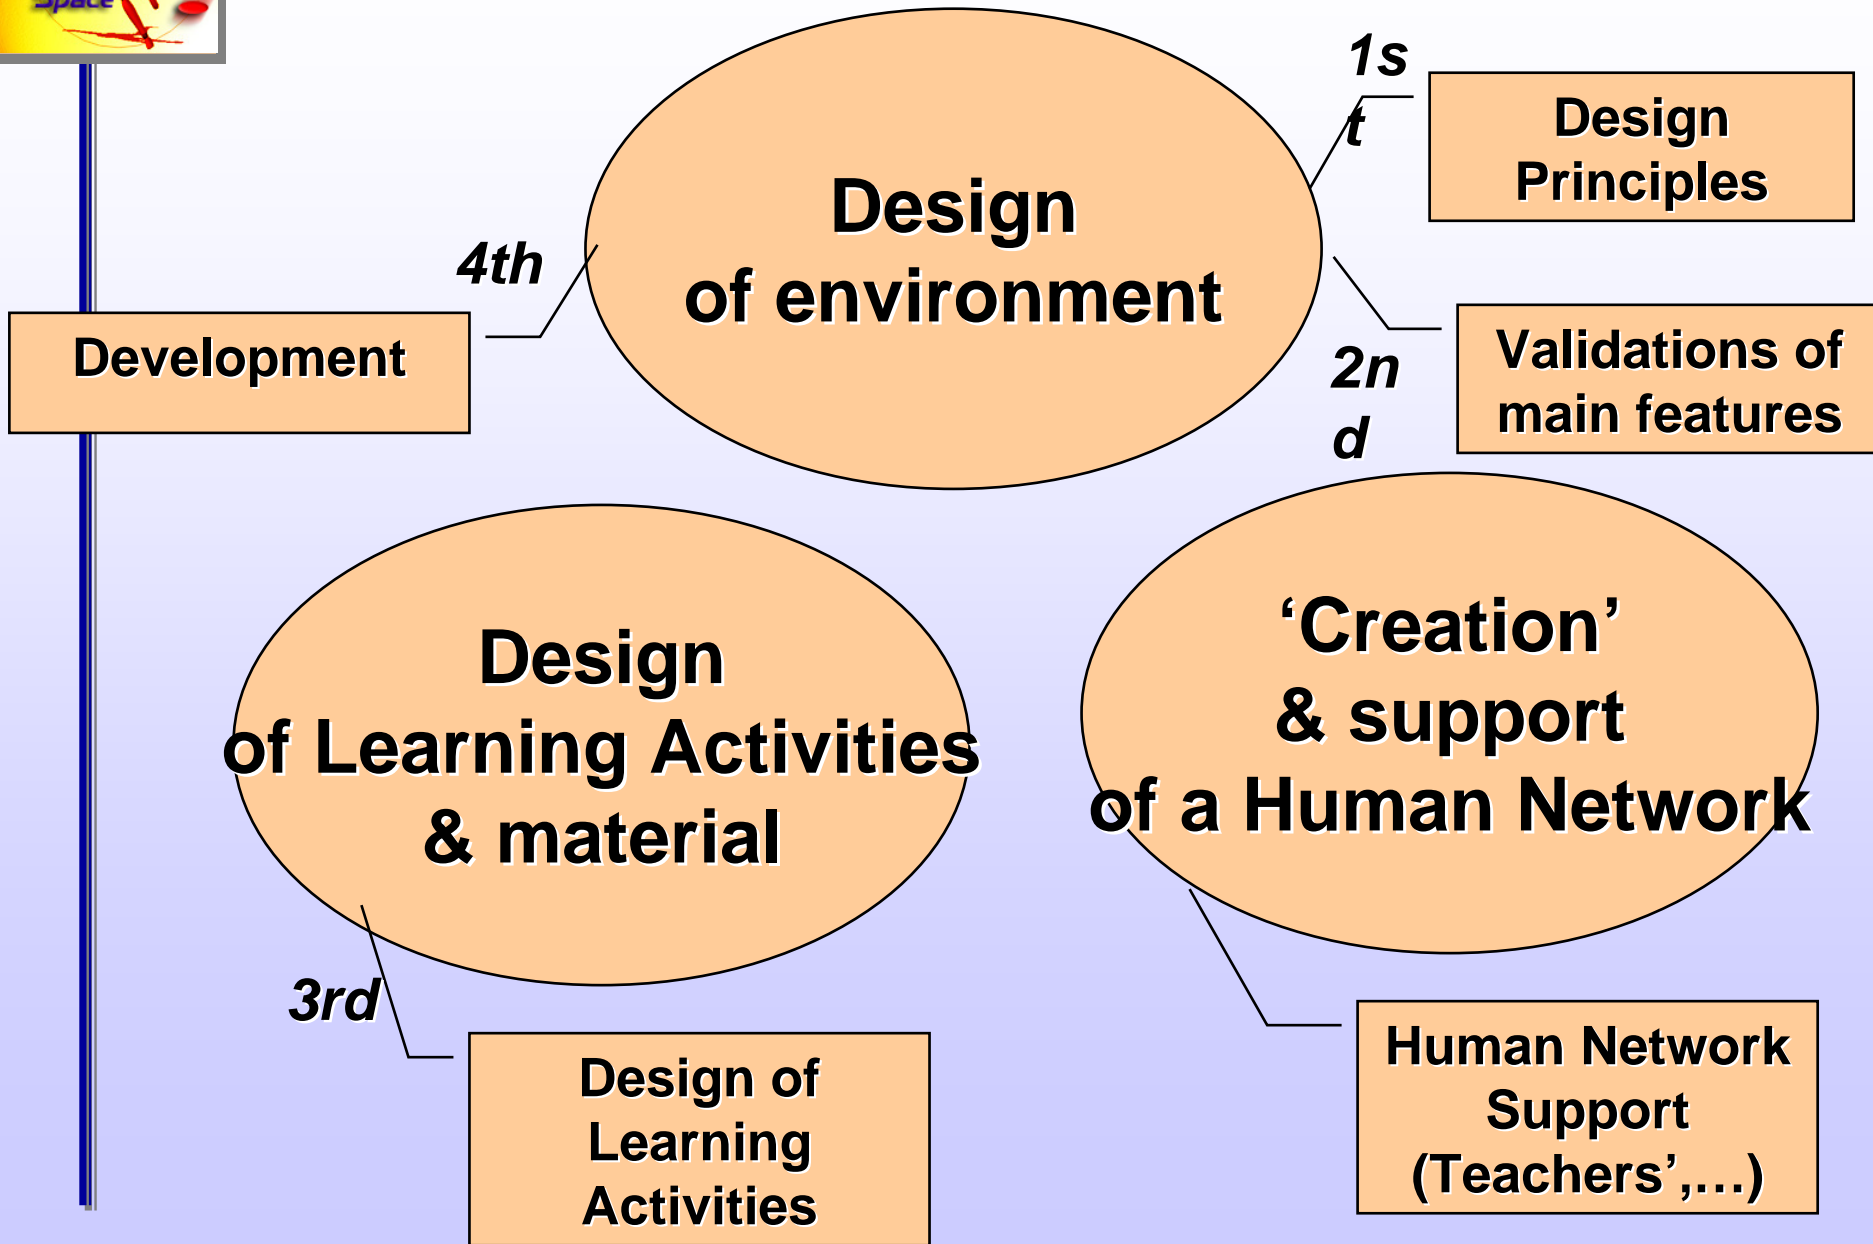 Space
1s
t
Design
Principles
Design
of environment
4th
Development
2n
d
Validations of
main features
Design
of Learning Activities
& material
‘Creation’
& support
of a Human Network
3rd
Design of
Learning
Activities
Human Network
Support
(Teachers’,…)